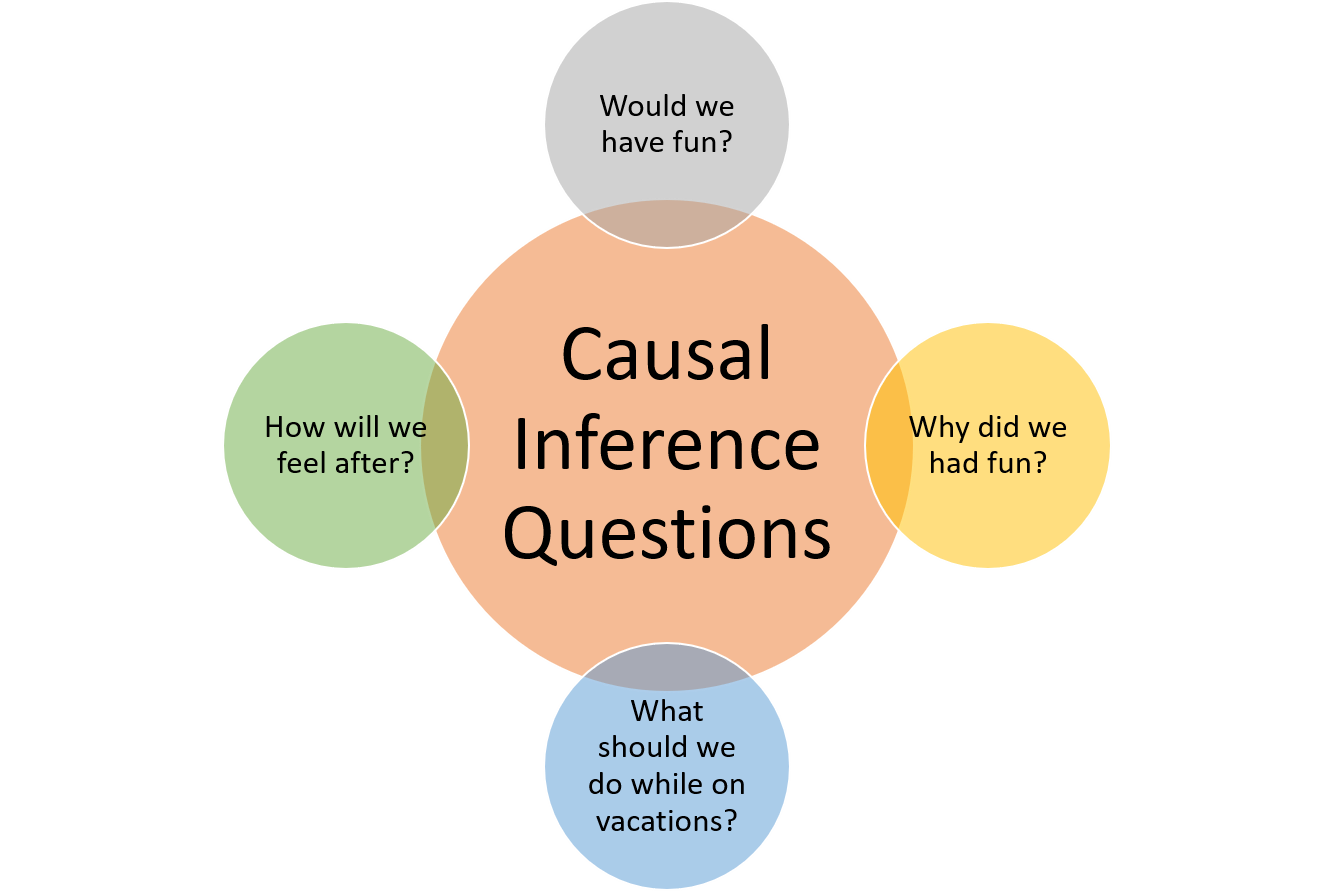 Would we
have fun?
Causal
Inference
Questions
How will we
feel after?
Why did we
had fun?
What
should we
do while on
vacations?